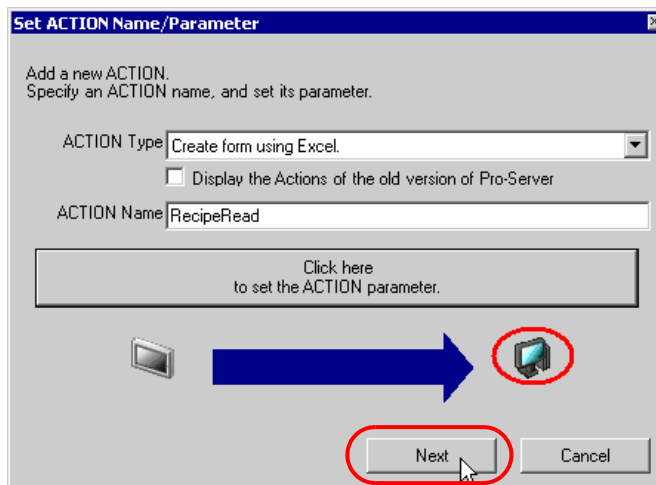 Set ACTION Name/Parameter
Add a new ACTION.
Specify an ACTION name, and set its parameter.
ACTION Type Create form using Excel.
Display the Actions of the old version of Pro-Server
ACTION Name RecipeRead
Click here
to set the ACTION parameter.
Next Cancel